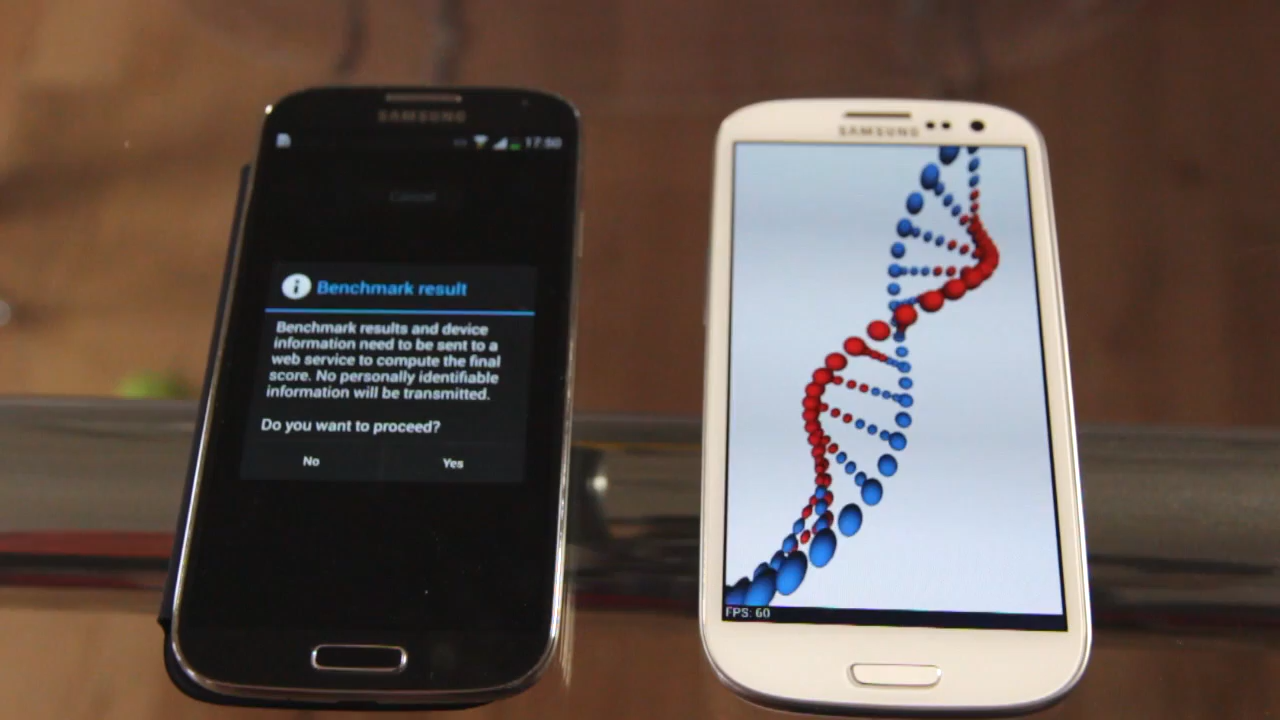 SAMSUNG
17:50
Cancel
Benchmark result
Benchmark results and device
information need to be sent to a
web service to compute the final
score. No personally identifiable
information will be transmitted.
Do you want to proceed?
No
Yes
SAMSUNG
FPS: 60